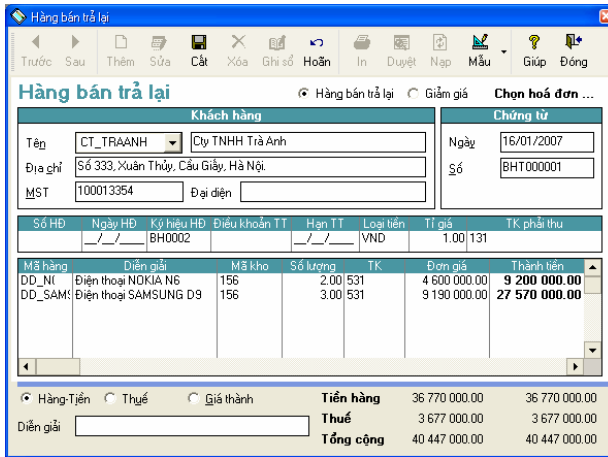 Hàng bán trả lại
Trước Sau Thêm Sửa Cất Xóa Ghi sổ Hoãn In Duyệt Nạp Mẫu Giúp Đóng
Hàng bán trả lại Hàng bán trả lại Giảm giá Chọn hoá đơn ...
Khách hàng Chứng từ
Tên CT_TRAANH Cty TNHH Trà Anh Ngày 16/01/2007
Địa chỉ Số 333, Xuân Thủy, Cầu Giấy, Hà Nội. Số BHT000001
MST 100013354 Đại diện
Số HĐ Ngày HĐ Ký hiệu HĐ Điều khoản TT Hạn TT Loại tiền Tỉ giá TK phải thu
__/__/__ BH0002 __/__/__ VND 1.00 131
Mã hàng Diễn giải Mã kho Số lượng TK Đơn giá Thành tiền
DD_N( Điện thoại NOKIA N6 156 2.00 531 4 600 000.00 9 200 000.00
DD_SAMS Điện thoại SAMSUNG D9 156 3.00 531 9 190 000.00 27 570 000.00
Hàng-Tiền Thuế Giá thành Tiền hàng 36 770 000.00 36 770 000.00
Diễn giải Thuế 3 677 000.00 3 677 000.00
Tổng cộng 40 447 000.00 40 447 000.00